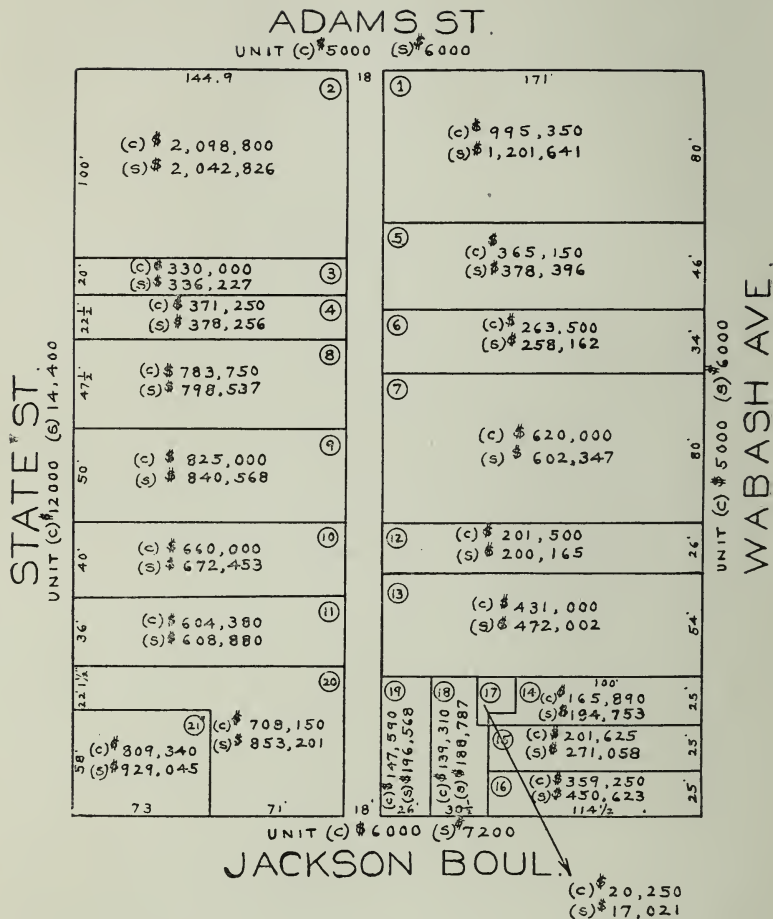 ADAMS ST.
UNIT (C) $5000 (S) $6000
144.9
18
171'
②
(C) $ 2,098,800
(S) $ 2,042,826
100'
①
(C) $ 995,350
(S) $ 1,201,641
80'
20'
(C) $ 330,000
(S) $ 336,227
③
⑤
(C) $ 365,150
(S) $ 378,396
46'
22½'
(C) $ 371,250
(S) $ 378,256
④
⑥
(C) $ 263,500
(S) $ 258,162
34'
47½'
(C) $ 783,750
(S) $ 798,537
⑧
⑦
(C) $ 620,000
(S) $ 602,347
80'
STATE ST.
UNIT (C) $12000 (S) 14,400
WABASH AVE.
UNIT (C) $5000 (S) $6000
50'
(C) $ 825,000
(S) $ 840,568
⑨
40'
(C) $ 660,000
(S) $ 672,453
⑩
⑫
(C) $ 201,500
(S) $ 200,165
26'
36'
(C) $ 604,380
(S) $ 608,880
⑪
⑬
(C) $ 431,000
(S) $ 472,002
54'
22½"
⑳
(C) $ 708,150
(S) $ 853,201
71'
58'
㉑
(C) $ 809,340
(S) $ 929,045
73
18'
⑲
(C) $ 147,590
(S) $ 196,568
26'
⑱
(C) $ 139,310
(S) $ 188,787
30½
⑰
⑭
100'
(C) $ 165,890
(S) $ 194,753
25'
⑮
(C) $ 201,625
(S) $ 271,058
25'
⑯
(C) $ 359,250
(S) $ 450,623
114½
25'
UNIT (C) $6000 (S) $7200
JACKSON BOUL.
(C) $ 20,250
(S) $ 17,021